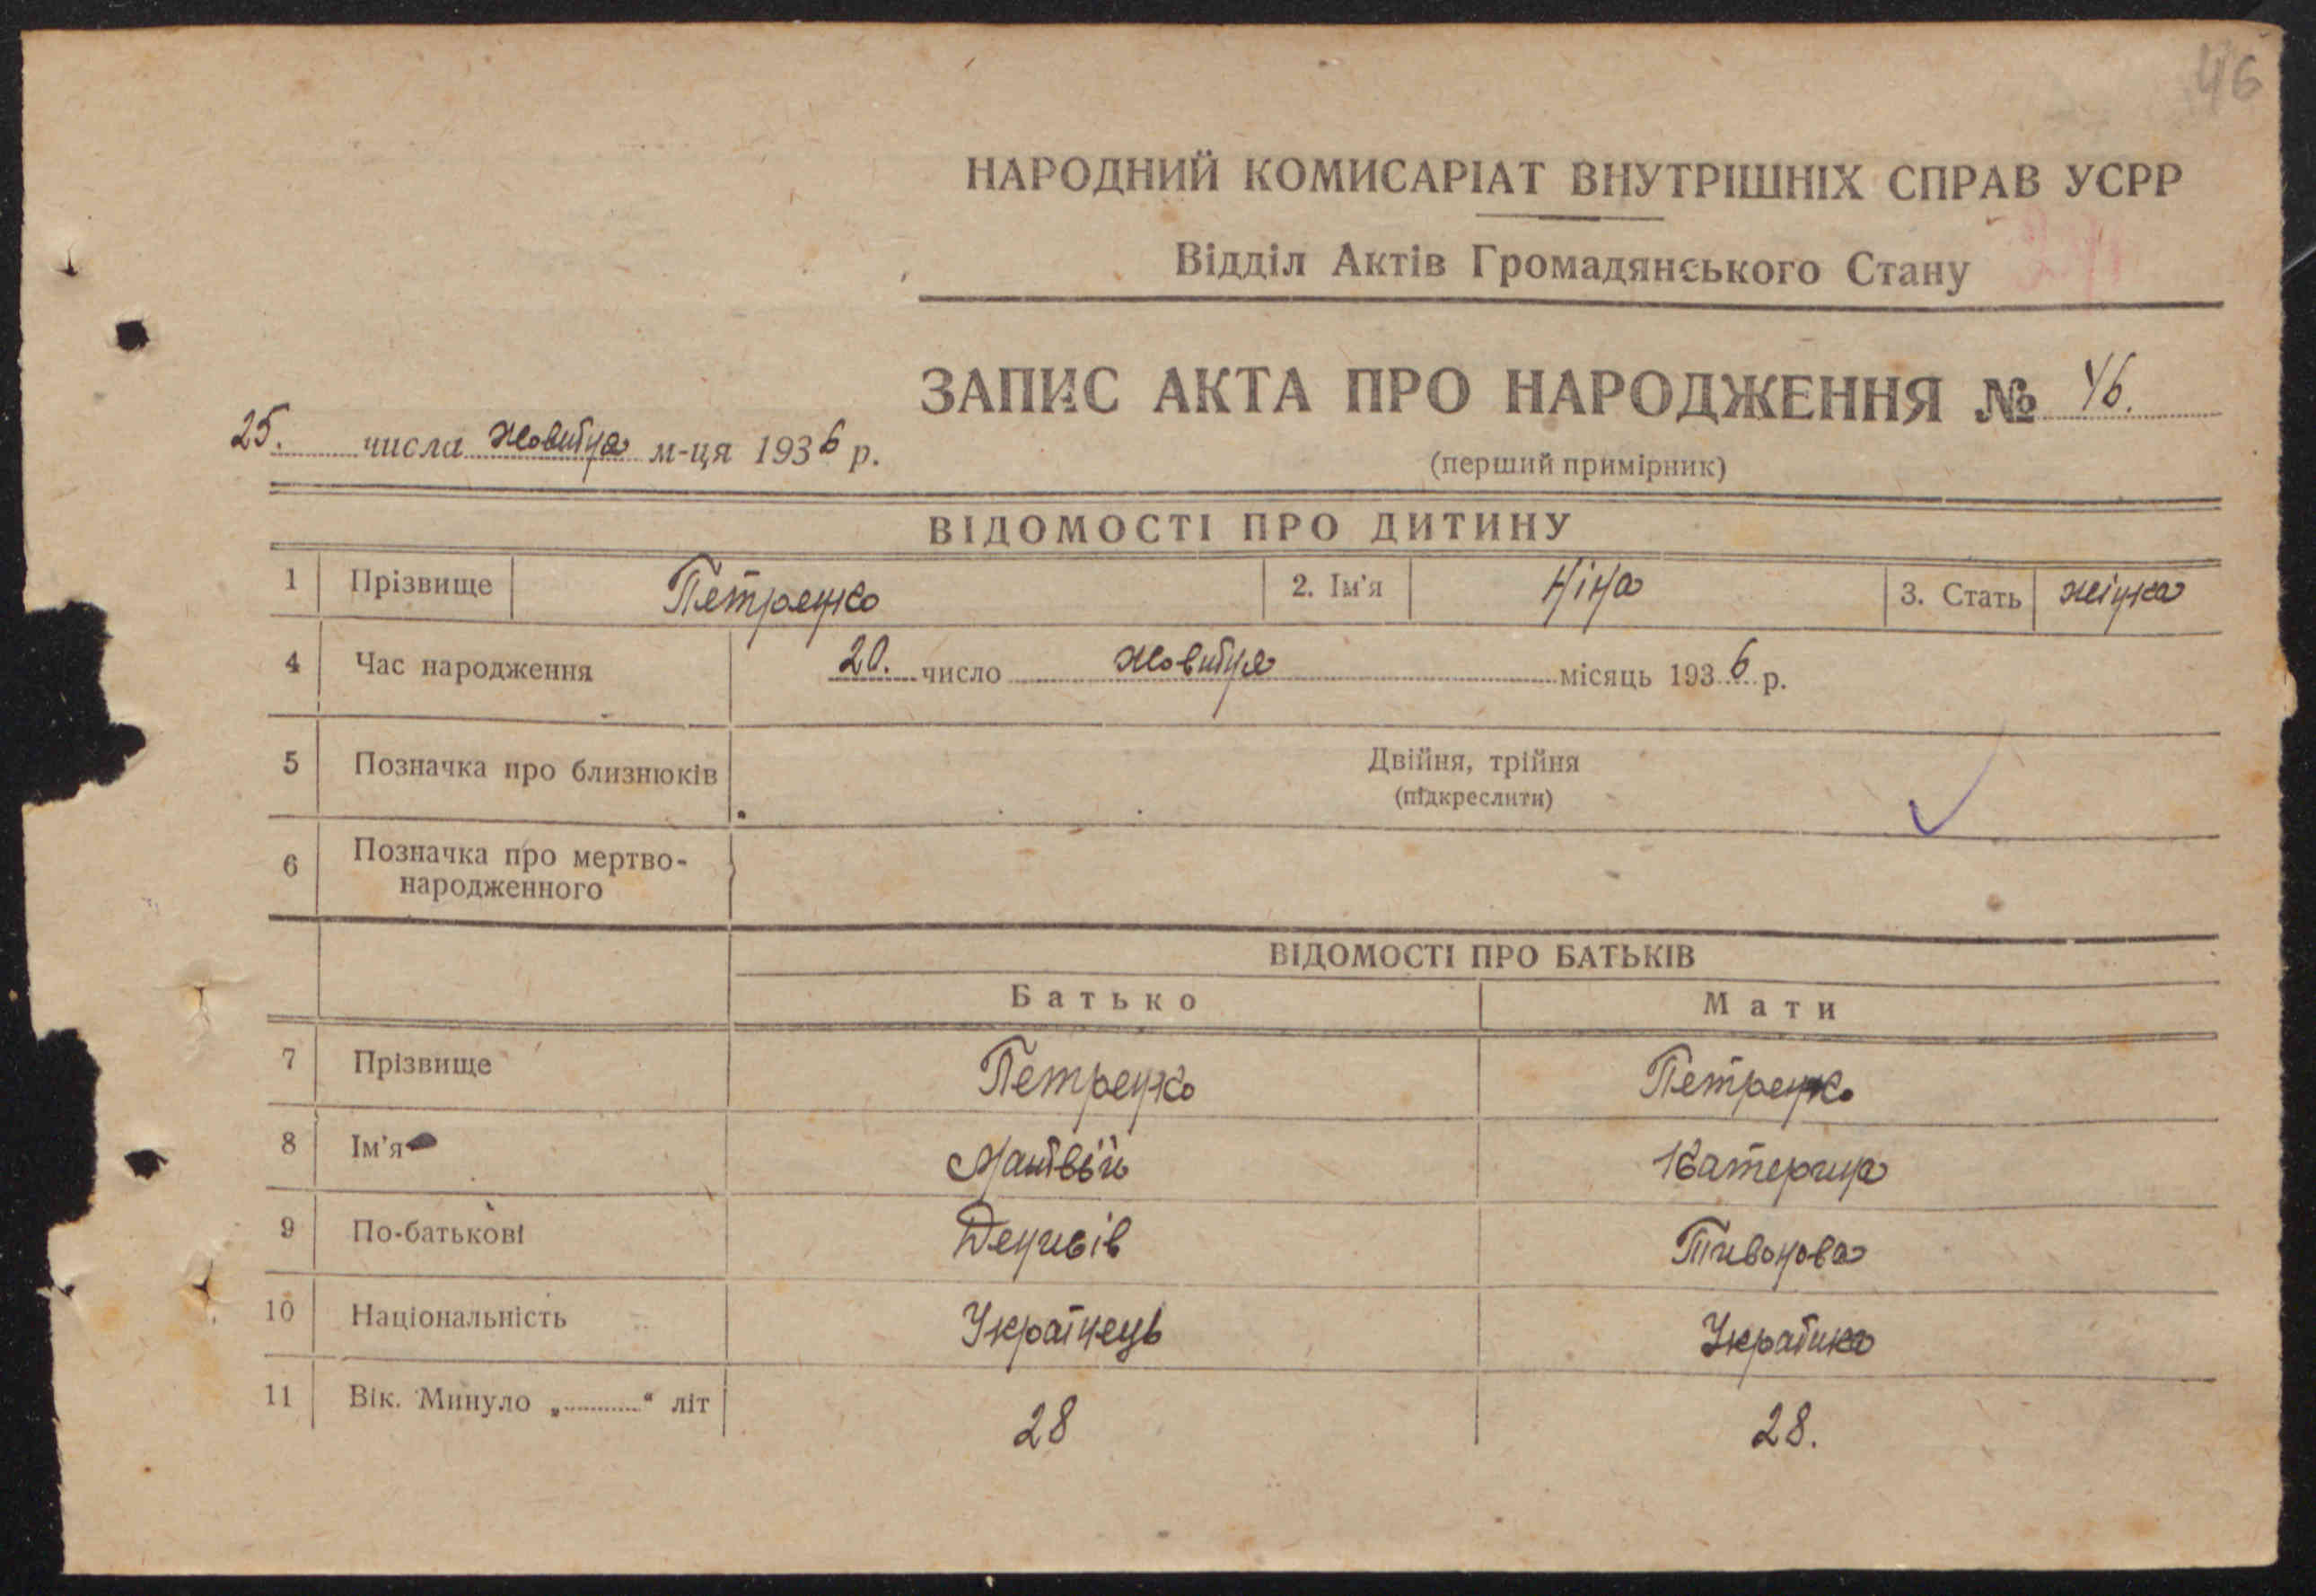 46
НАРОДНИЙ КОМИСАРІАТ ВНУТРІШНІХ СПРАВ УСРР
Відділ Актів Громадянського Стану
ЗАПИС АКТА ПРО НАРОДЖЕННЯ № 46.
(перший примірник)
25. числа Жовтня м-ця 1936 р.
ВІДОМОСТІ ПРО ДИТИНУ
1 Прізвище Петренко 2. Ім'я Ніна 3. Стать жінка
4 Час народження 20. число Жовтня місяць 1936 р.
5 Позначка про близнюків Двійня, трійня
(підкреслити)
6 Позначка про мертво-
народженного
ВІДОМОСТІ ПРО БАТЬКІВ
Батько Мати
7 Прізвище Петренко Петренко
8 Ім'я Матвій Катерина
9 По-батькові
10 Національність Українець Українка
11 Вік. Минуло „............“ літ 28 28.